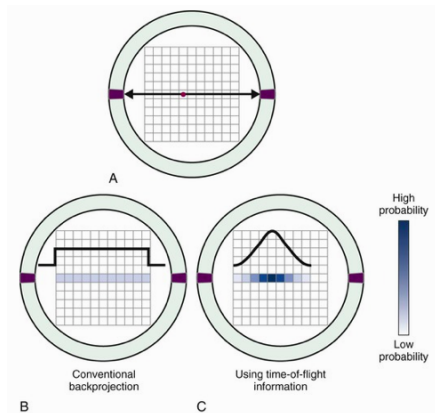 A
High
probability
Low
probability
Conventional
backprojection
Using time-of-flight
information
B
C